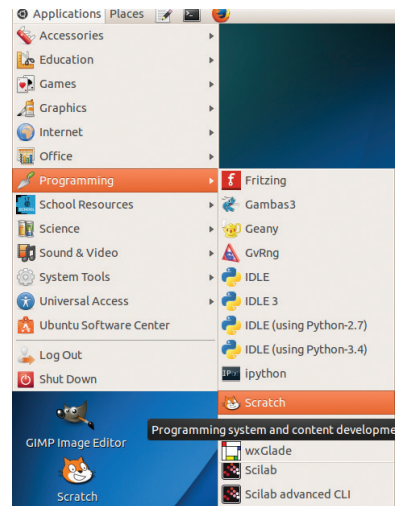 Applications Places
Accessories
Education
Games
Graphics
Internet
Office
Programming
School Resources
Science
Sound & Video
System Tools
Universal Access
Ubuntu Software Center
Log Out
Shut Down
Fritzing
Gambas3
Geany
GvRng
IDLE
IDLE 3
IDLE (using Python-2.7)
IDLE (using Python-3.4)
IP: ipython
Scratch
Programming system and content developme
wxGlade
Scilab
Scilab advanced CLI
GIMP Image Editor
Scratch